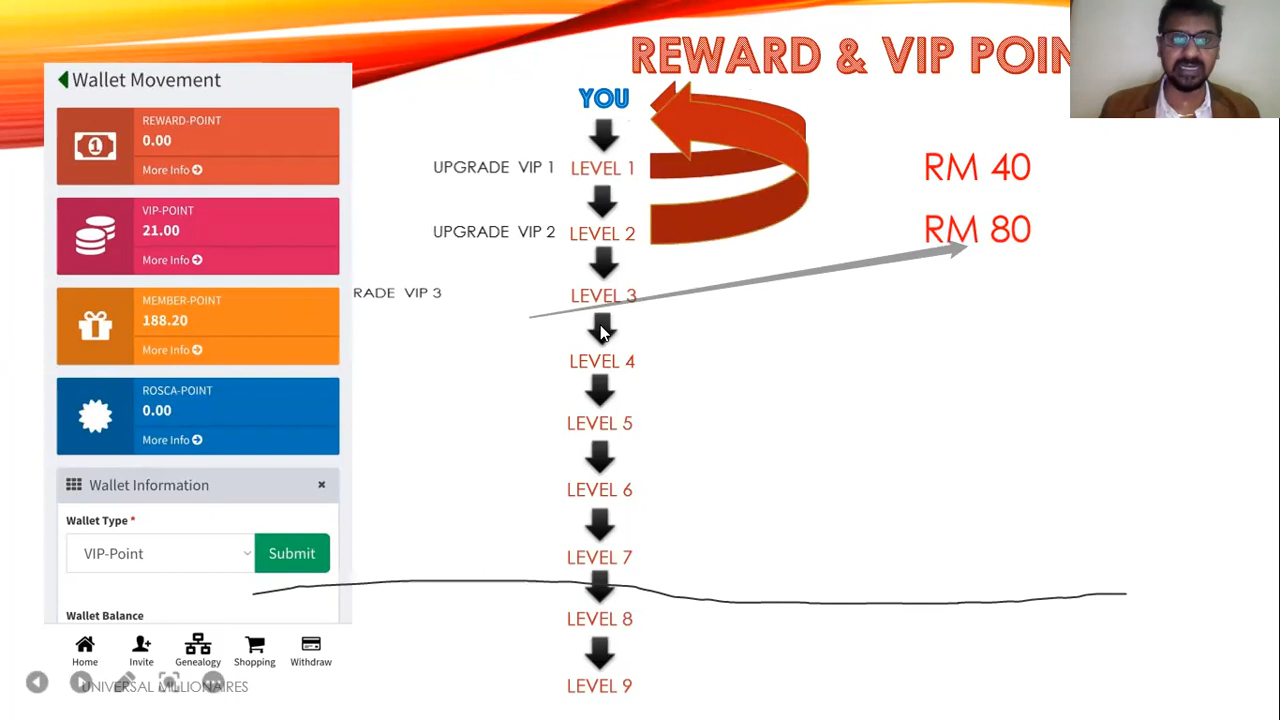 REWARD & VIP POIN
Wallet Movement
REWARD-POINT
0.00
More Info
VIP-POINT
21.00
More Info
MEMBER-POINT
188.20
More Info
ROSCA-POINT
0.00
More Info
Wallet Information
×
Wallet Type *
VIP-Point
Submit
Wallet Balance
Home
Invite
Genealogy
Shopping
Withdraw
UNIVERSAL MILLIONAIRES
YOU
UPGRADE VIP 1 LEVEL 1 RM 40
UPGRADE VIP 2 LEVEL 2 RM 80
RADE VIP 3 LEVEL 3
LEVEL 4
LEVEL 5
LEVEL 6
LEVEL 7
LEVEL 8
LEVEL 9